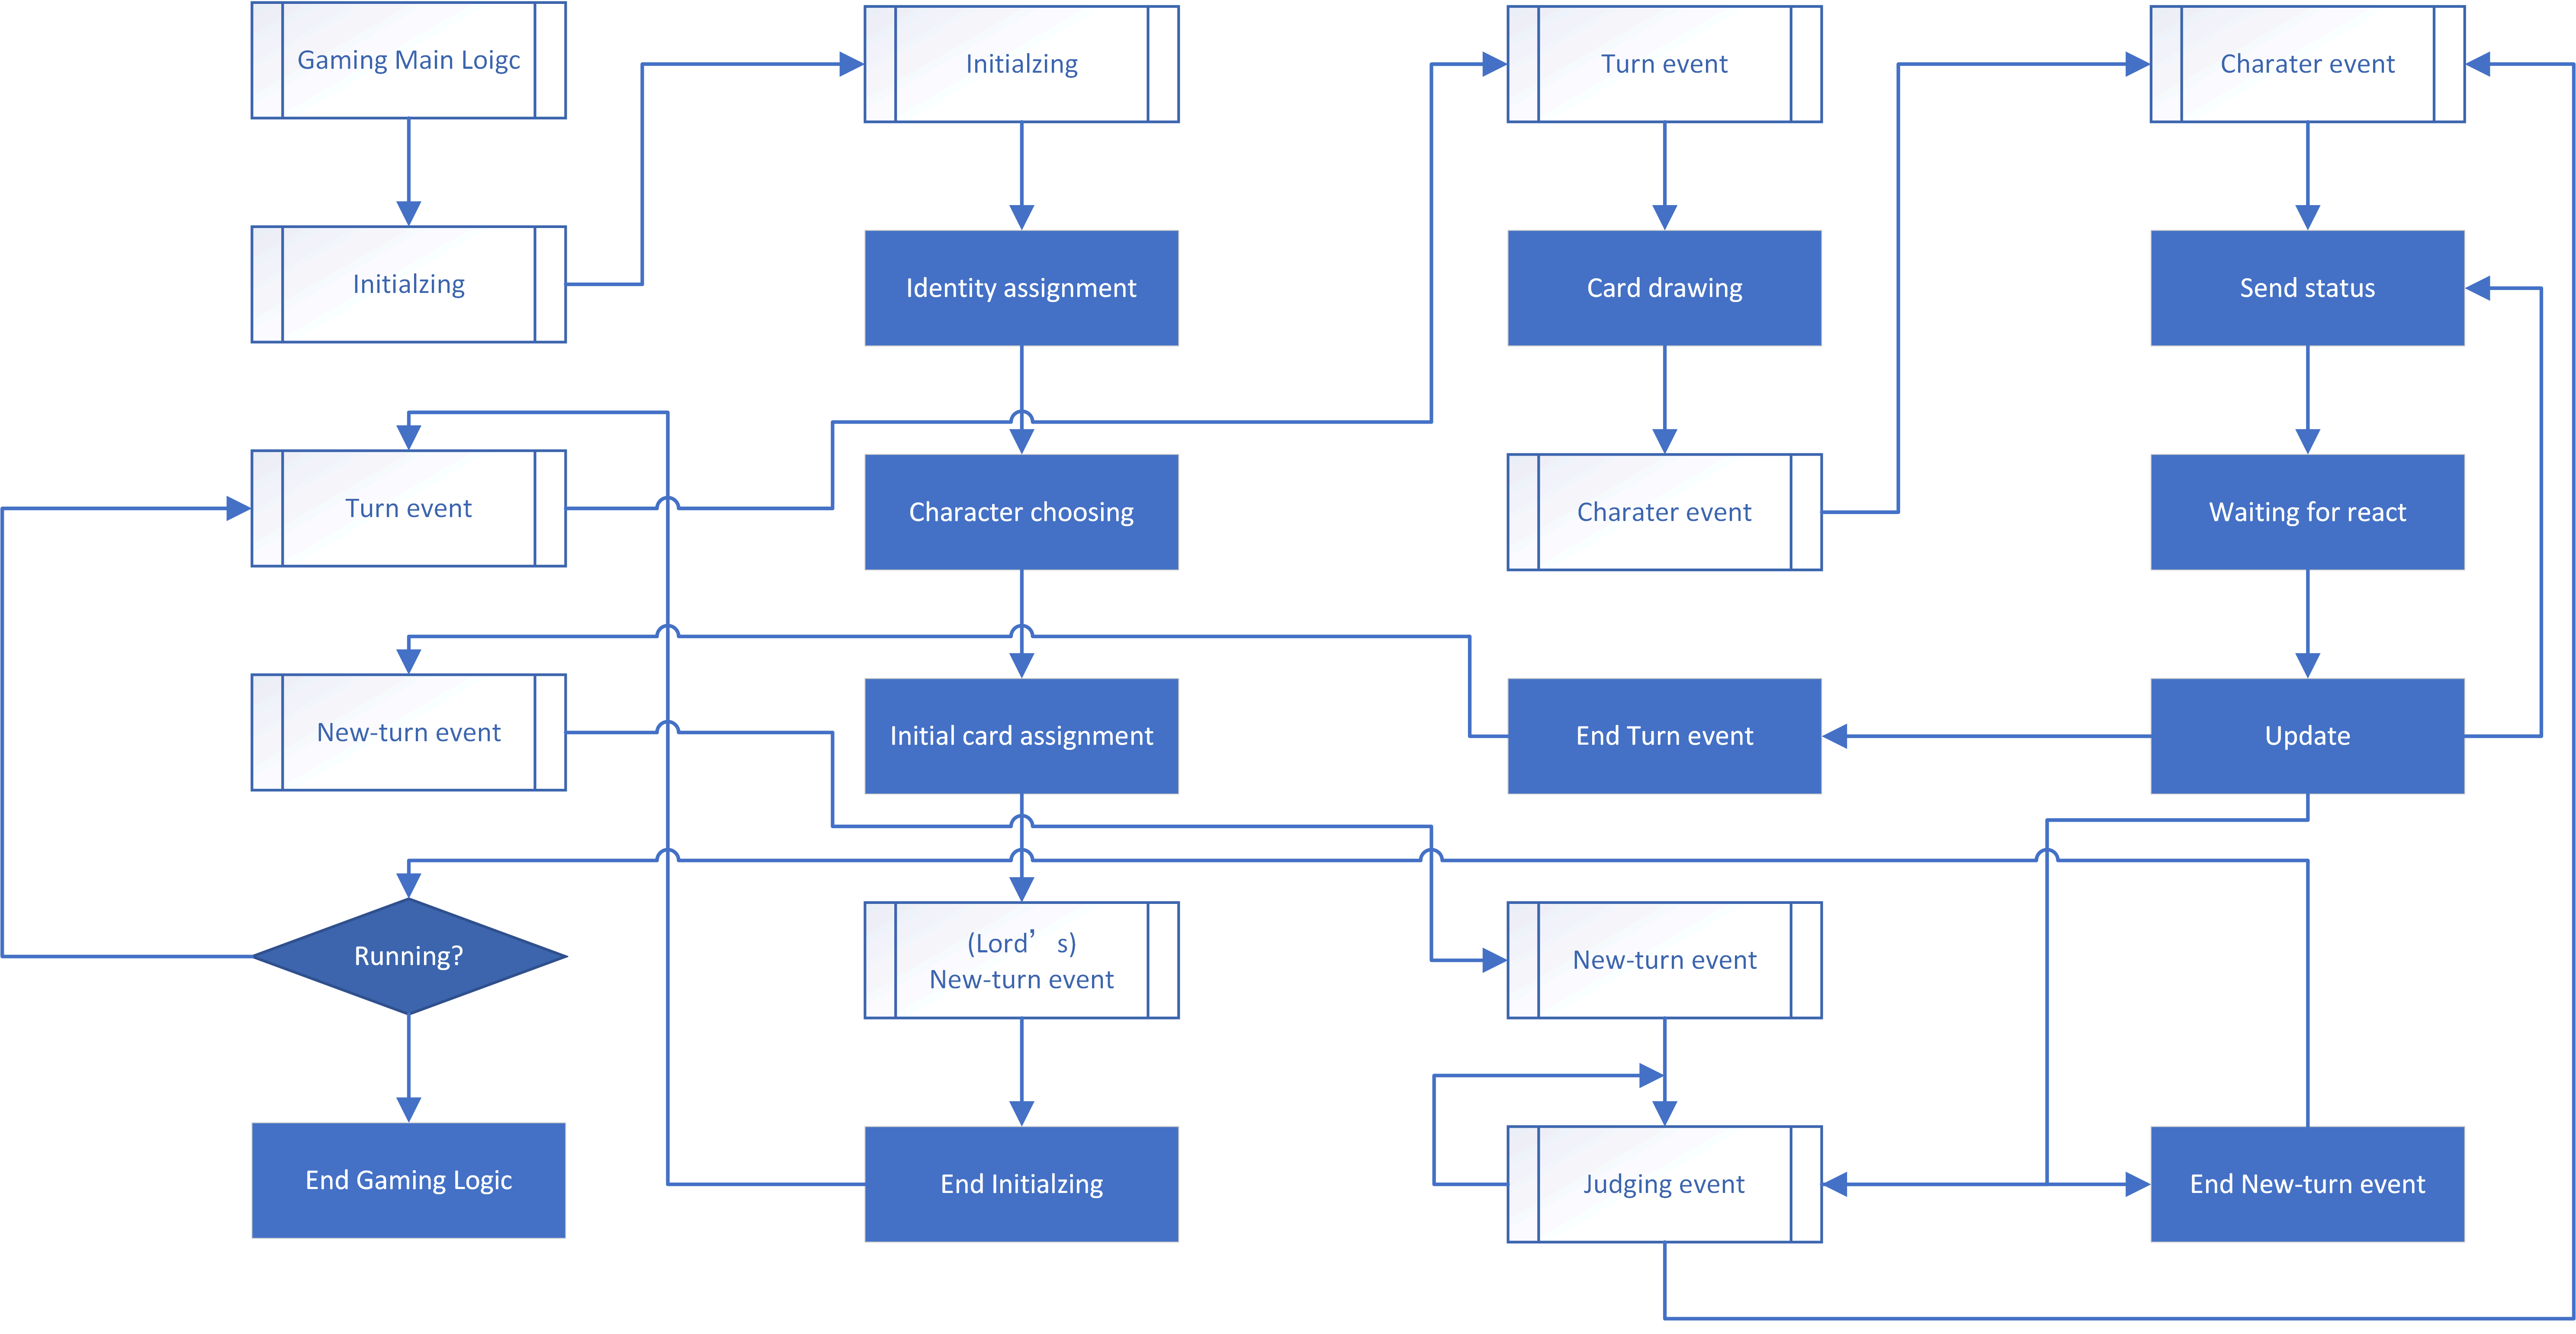 Gaming Main Loigc
Initialzing
Turn event
New-turn event
Running?
End Gaming Logic
Initialzing
Identity assignment
Character choosing
Initial card assignment
(Lord’s)
New-turn event
End Initialzing
Turn event
Card drawing
Charater event
End Turn event
New-turn event
Judging event
Charater event
Send status
Waiting for react
Update
End New-turn event